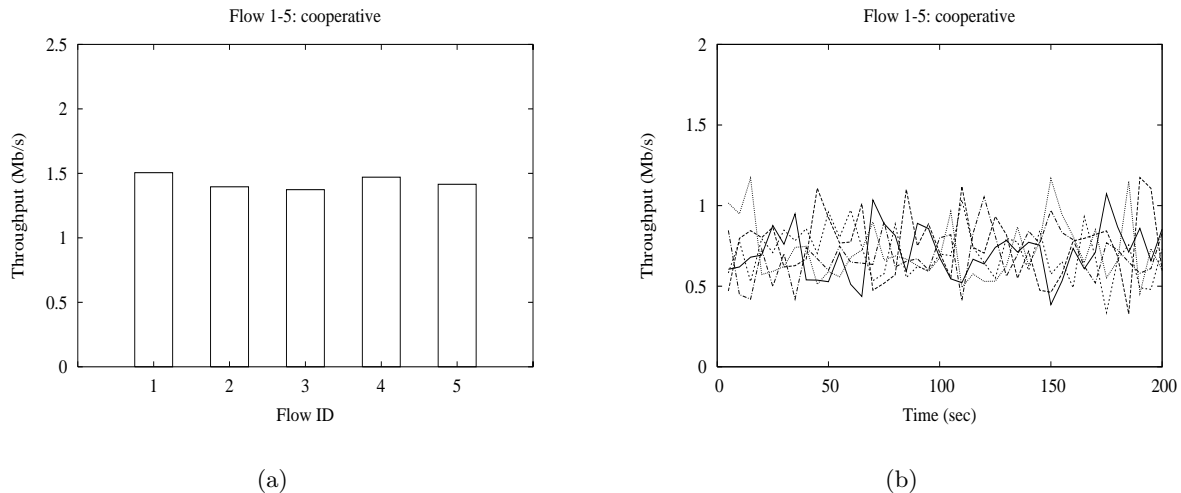 Flow 1-5: cooperative
2.5
2
1.5
1
0.5
0
Throughput (Mb/s)
1 2 3 4 5
Flow ID
(a)
Flow 1-5: cooperative
2
1.5
1
0.5
0
Throughput (Mb/s)
0 50 100 150 200
Time (sec)
(b)